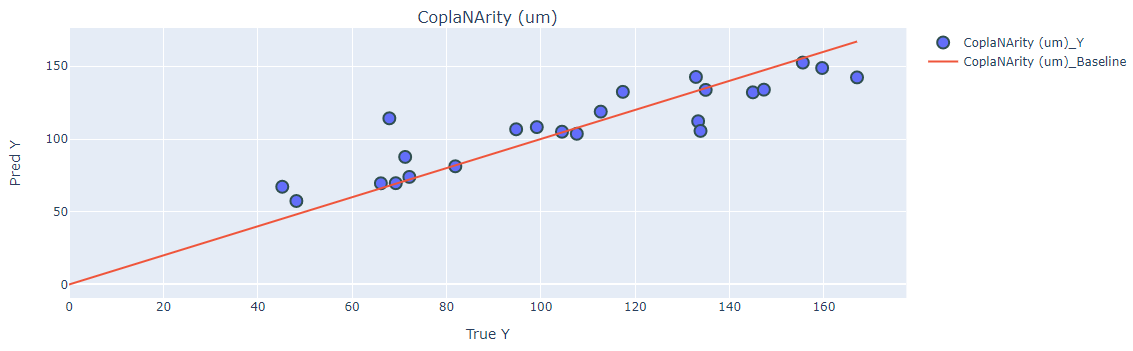 CoplaNArity (um)
CoplaNArity (um)_Y
CoplaNArity (um)_Baseline
Pred Y
150
100
50
0
0 20 40 60 80 100 120 140 160
True Y